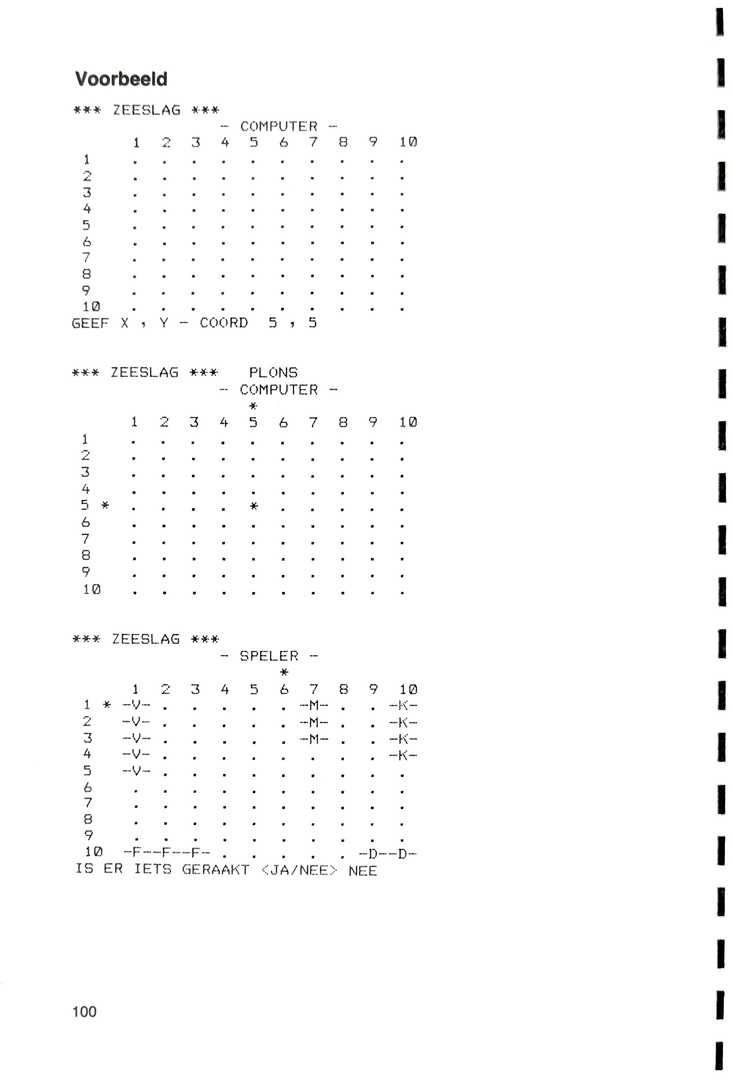 Voorbeeld
*** ZEESLAG ***
- COMPUTER -
1 2 3 4 5 6 7 8 9 10
1 . . . . . . . . . .
2 . . . . . . . . . .
3 . . . . . . . . . .
4 . . . . . . . . . .
5 . . . . . . . . . .
6 . . . . . . . . . .
7 . . . . . . . . . .
8 . . . . . . . . . .
9 . . . . . . . . . .
10 . . . . . . . . . .
GEEF X , Y - COORD 5 , 5
*** ZEESLAG *** PLONS
- COMPUTER -
*
1 2 3 4 5 6 7 8 9 10
1 . . . . . . . . . .
2 . . . . . . . . . .
3 . . . . . . . . . .
4 . . . . . . . . . .
5 * . . . . * . . . . .
6 . . . . . . . . . .
7 . . . . . . . . . .
8 . . . . . . . . . .
9 . . . . . . . . . .
10 . . . . . . . . . .
*** ZEESLAG ***
- SPELER -
*
1 2 3 4 5 6 7 8 9 10
1 * -V- . . . . . -M- . . -K-
2 -V- . . . . . -M- . . -K-
3 -V- . . . . . -M- . . -K-
4 -V- . . . . . . . . -K-
5 -V- . . . . . . . . .
6 . . . . . . . . . .
7 . . . . . . . . . .
8 . . . . . . . . . .
9 . . . . . . . . . .
10 -F--F--F- . . . . . -D--D-
IS ER IETS GERAAKT <JA/NEE> NEE
100